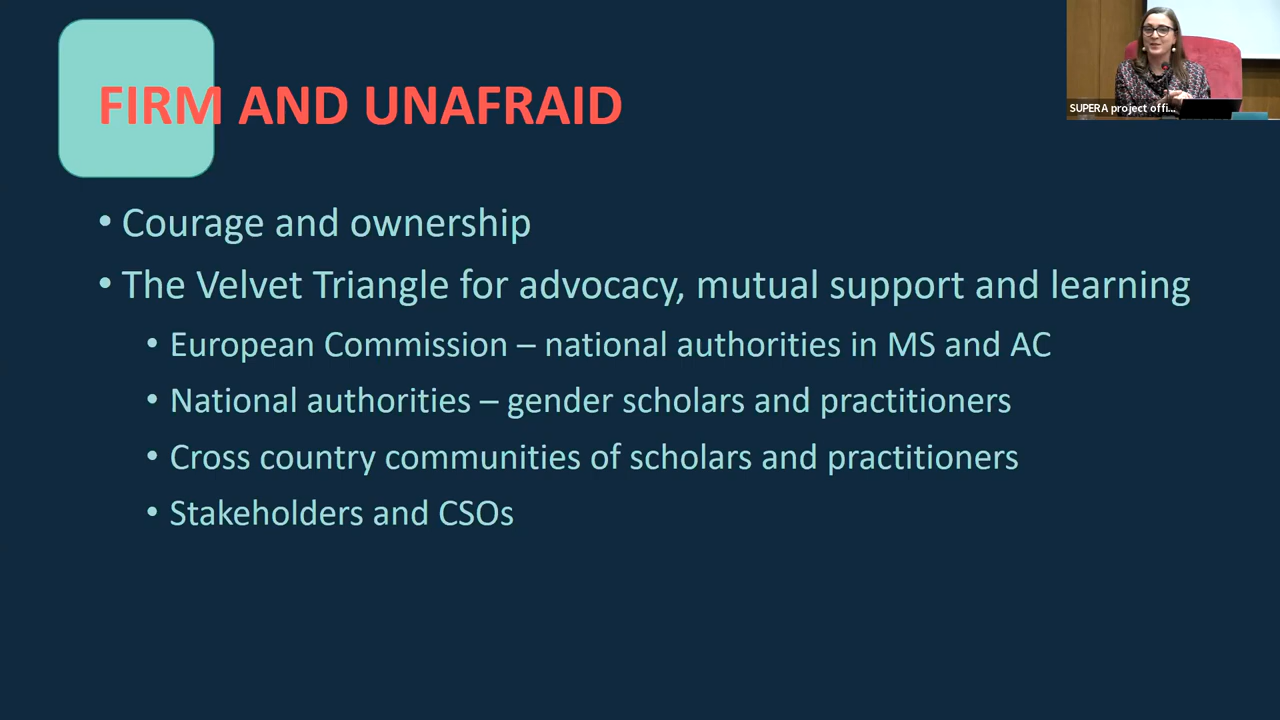 FIRM AND UNAFRAID
SUPERA project offi...
• Courage and ownership
• The Velvet Triangle for advocacy, mutual support and learning
• European Commission – national authorities in MS and AC
• National authorities – gender scholars and practitioners
• Cross country communities of scholars and practitioners
• Stakeholders and CSOs